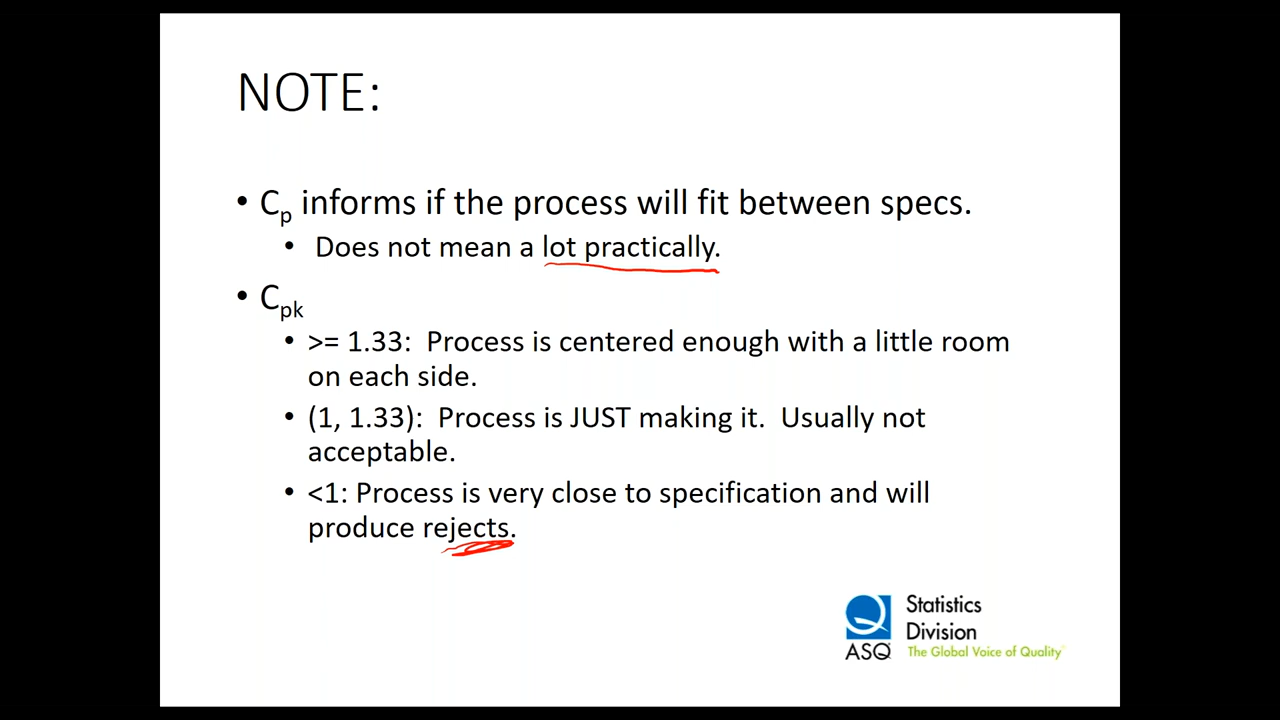 NOTE:
• Cp informs if the process will fit between specs.
• Does not mean a lot practically.
• Cpk
• >= 1.33:  Process is centered enough with a little room
on each side.
• (1, 1.33):  Process is JUST making it.  Usually not
acceptable.
• <1: Process is very close to specification and will
produce rejects.
Statistics
Division
ASQ The Global Voice of Quality